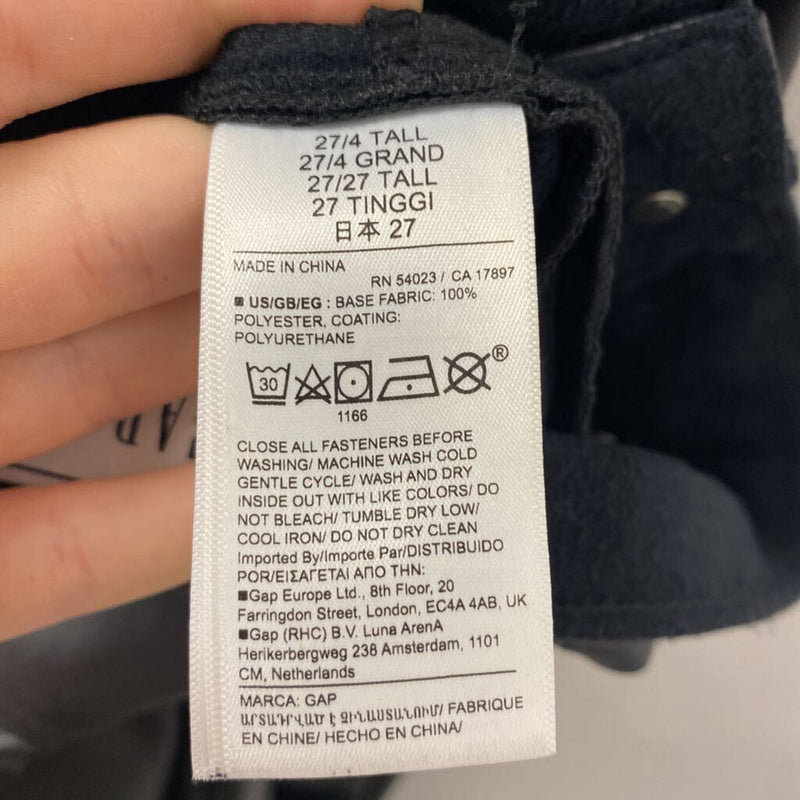 27/4 TALL
27/4 GRAND
27/27 TALL
27 TINGGI
日本 27
MADE IN CHINA
RN 54023 / CA 17897
■ US/GB/EG : BASE FABRIC: 100%
POLYESTER, COATING:
POLYURETHANE
30
®
1166
CLOSE ALL FASTENERS BEFORE
WASHING/ MACHINE WASH COLD
GENTLE CYCLE/ WASH AND DRY
INSIDE OUT WITH LIKE COLORS/ DO
NOT BLEACH/ TUMBLE DRY LOW/
COOL IRON/ DO NOT DRY CLEAN
Imported By/Importe Par/DISTRIBUIDO
POR/ΕΙΣΑΓΕΤΑΙ ΑΠΟ ΤΗΝ:
■Gap Europe Ltd., 8th Floor, 20
Farringdon Street, London, EC4A 4AB, UK
■Gap (RHC) B.V. Luna ArenA
Herikerbergweg 238 Amsterdam, 1101
CM, Netherlands
MARCA: GAP
ԱՐՏԱԴՐՎԱԾ Է ՉԻՆԱՍՏԱՆՈՒՄ/ FABRIQUE
EN CHINE/ HECHO EN CHINA/